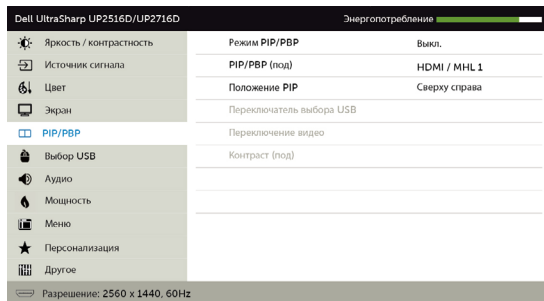 Dell UltraSharp UP2516D/UP2716D Энергопотребление
Яркость / контрастность Режим PIP/PBP Выкл.
Источник сигнала PIP/PBP (под) HDMI / MHL 1
Цвет Положение PIP Сверху справа
Экран Переключатель выбора USB
PIP/PBP Переключение видео
Выбор USB Контраст (под)
Аудио
Мощность
Меню
Персонализация
Другое
Разрешение: 2560 x 1440, 60Hz